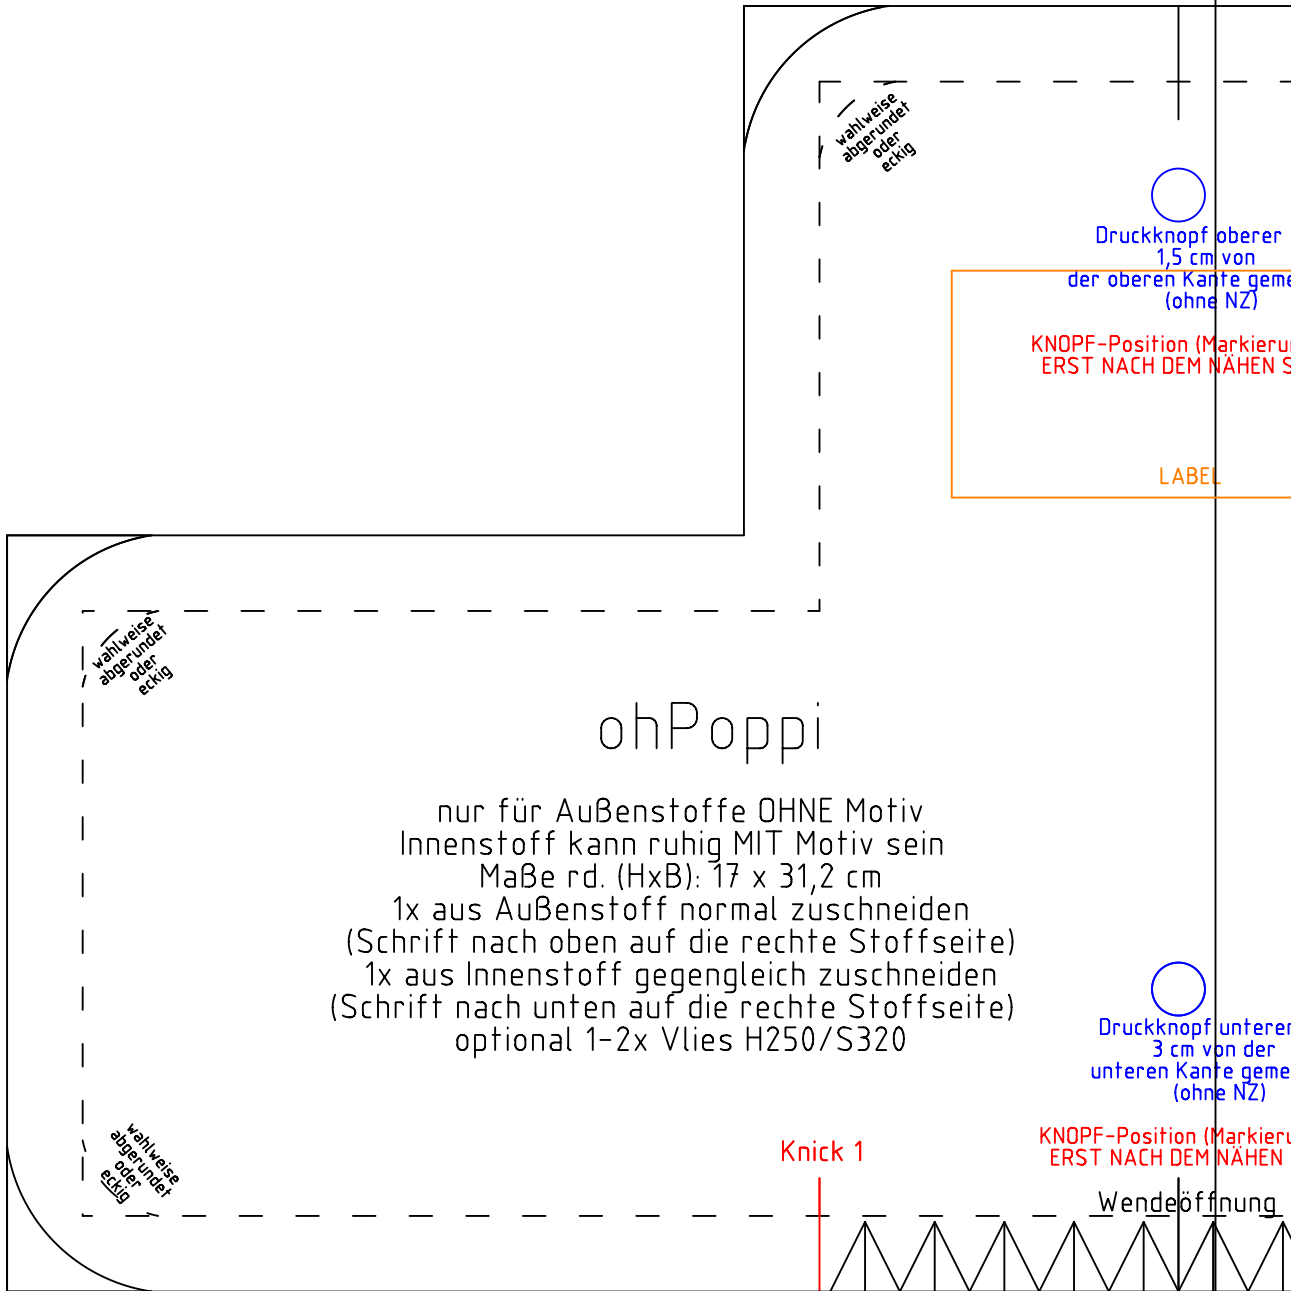 wahlweise
abgerundet
oder
eckig
Druckknopf oberer
1,5 cm von
der oberen Kante geme
(ohne NZ)
KNOPF-Position (Markieru
ERST NACH DEM NÄHEN S
LABEL
wahlweise
abgerundet
oder
eckig
ohPoppi
nur für Außenstoffe OHNE Motiv
Innenstoff kann ruhig MIT Motiv sein
Maße rd. (HxB): 17 x 31,2 cm
1x aus Außenstoff normal zuschneiden
(Schrift nach oben auf die rechte Stoffseite)
1x aus Innenstoff gegengleich zuschneiden
(Schrift nach unten auf die rechte Stoffseite)
optional 1-2x Vlies H250/S320
Druckknopf unterer
3 cm von der
unteren Kante geme
(ohne NZ)
KNOPF-Position (Markieru
ERST NACH DEM NÄHEN
wahlweise
abgerundet
oder
eckig
Knick 1
Wendeöffnung